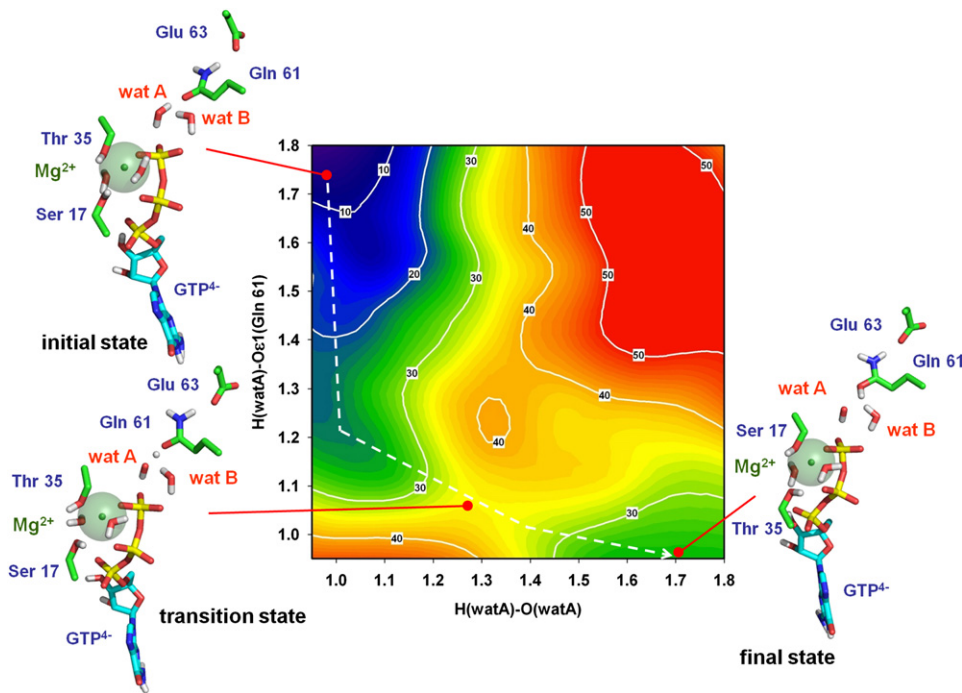 Glu 63
Gln 61
wat A
wat B
Thr 35
Mg2+
Ser 17
GTP4-
initial state
Glu 63
Gln 61
wat A
wat B
Thr 35
Mg2+
Ser 17
GTP4-
transition state
H(watA)-Oε1(Gln 61)
1.8
1.7
1.6
1.5
1.4
1.3
1.2
1.1
1.0
10
10
20
30
40
50
50
50
30
40
50
40
30
40
30
40
30
1.0
1.1
1.2
1.3
1.4
1.5
1.6
1.7
1.8
H(watA)-O(watA)
Glu 63
Gln 61
wat A
wat B
Ser 17
Mg2+
Thr 35
GTP4-
final state